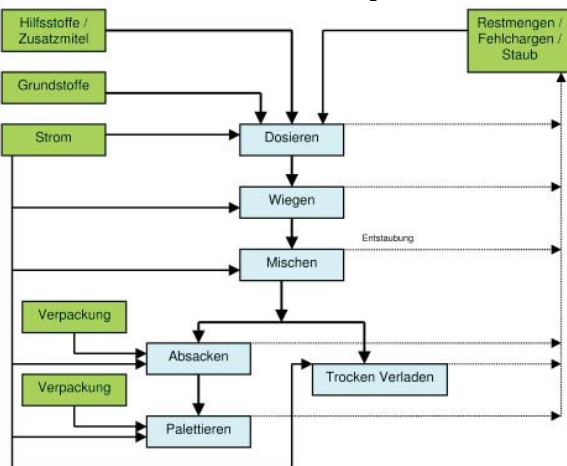 Hilfsstoffe /
Zusatzmitel
Restmengen /
Fehlchargen /
Staub
Grundstoffe
Strom
Dosieren
Wiegen
Entstaubung
Mischen
Verpackung
Absacken
Trocken Verladen
Verpackung
Palettieren